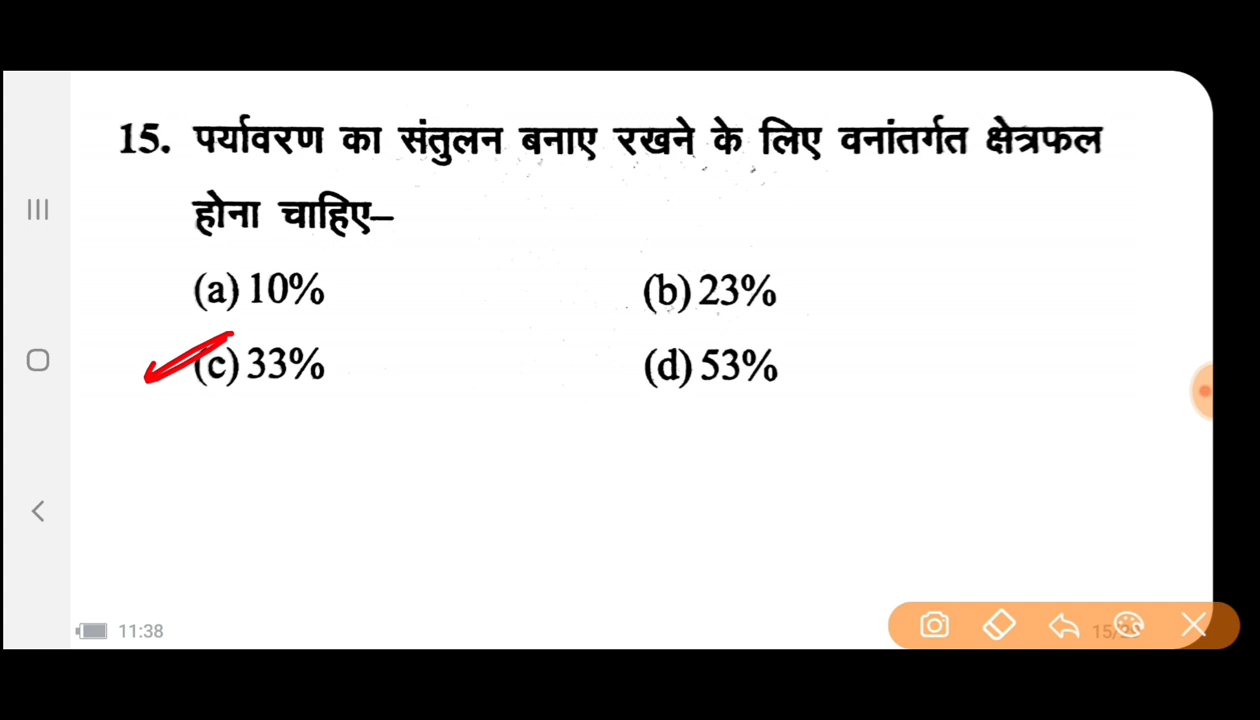 15. पर्यावरण का संतुलन बनाए रखने के लिए वनांतर्गत क्षेत्रफल
होना चाहिए–
(a) 10% (b) 23%
(c) 33% (d) 53%
11:38